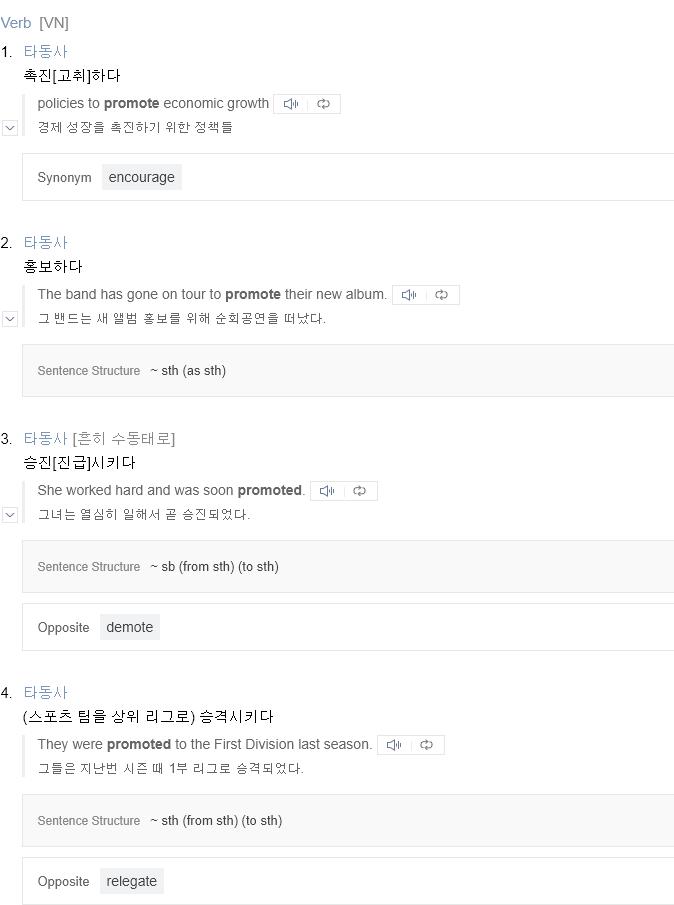 Verb [VN]
1. 타동사
촉진[고취]하다
policies to promote economic growth
경제 성장을 촉진하기 위한 정책들
Synonym encourage
2. 타동사
홍보하다
The band has gone on tour to promote their new album.
그 밴드는 새 앨범 홍보를 위해 순회공연을 떠났다.
Sentence Structure ~ sth (as sth)
3. 타동사 [흔히 수동태로]
승진[진급]시키다
She worked hard and was soon promoted.
그녀는 열심히 일해서 곧 승진되었다.
Sentence Structure ~ sb (from sth) (to sth)
Opposite demote
4. 타동사
(스포츠 팀을 상위 리그로) 승격시키다
They were promoted to the First Division last season.
그들은 지난번 시즌 때 1부 리그로 승격되었다.
Sentence Structure ~ sth (from sth) (to sth)
Opposite relegate